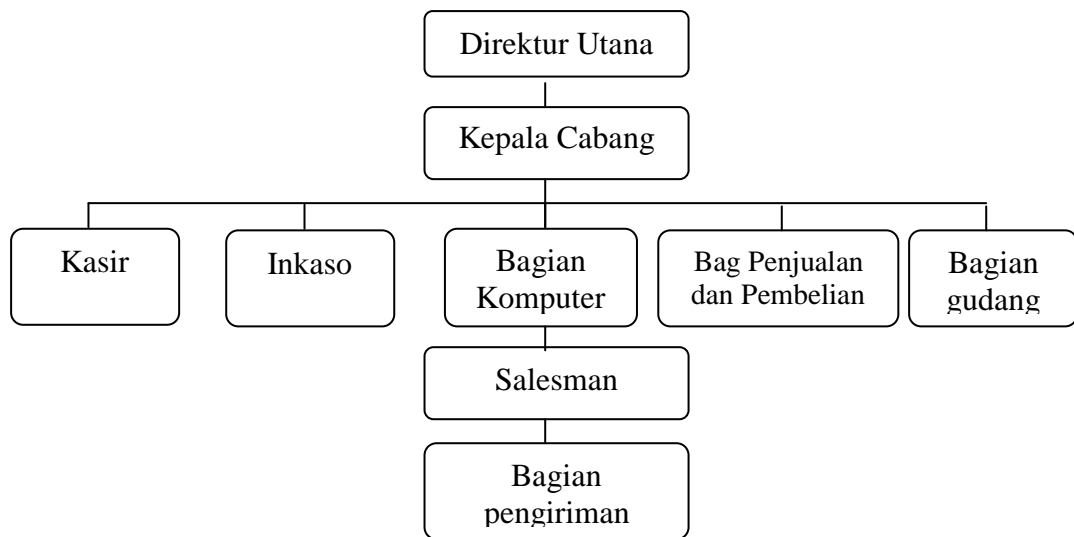 Direktur Utana
Kepala Cabang
Kasir
Inkaso
Bagian
Komputer
Bag Penjualan
dan Pembelian
Bagian
gudang
Salesman
Bagian
pengiriman